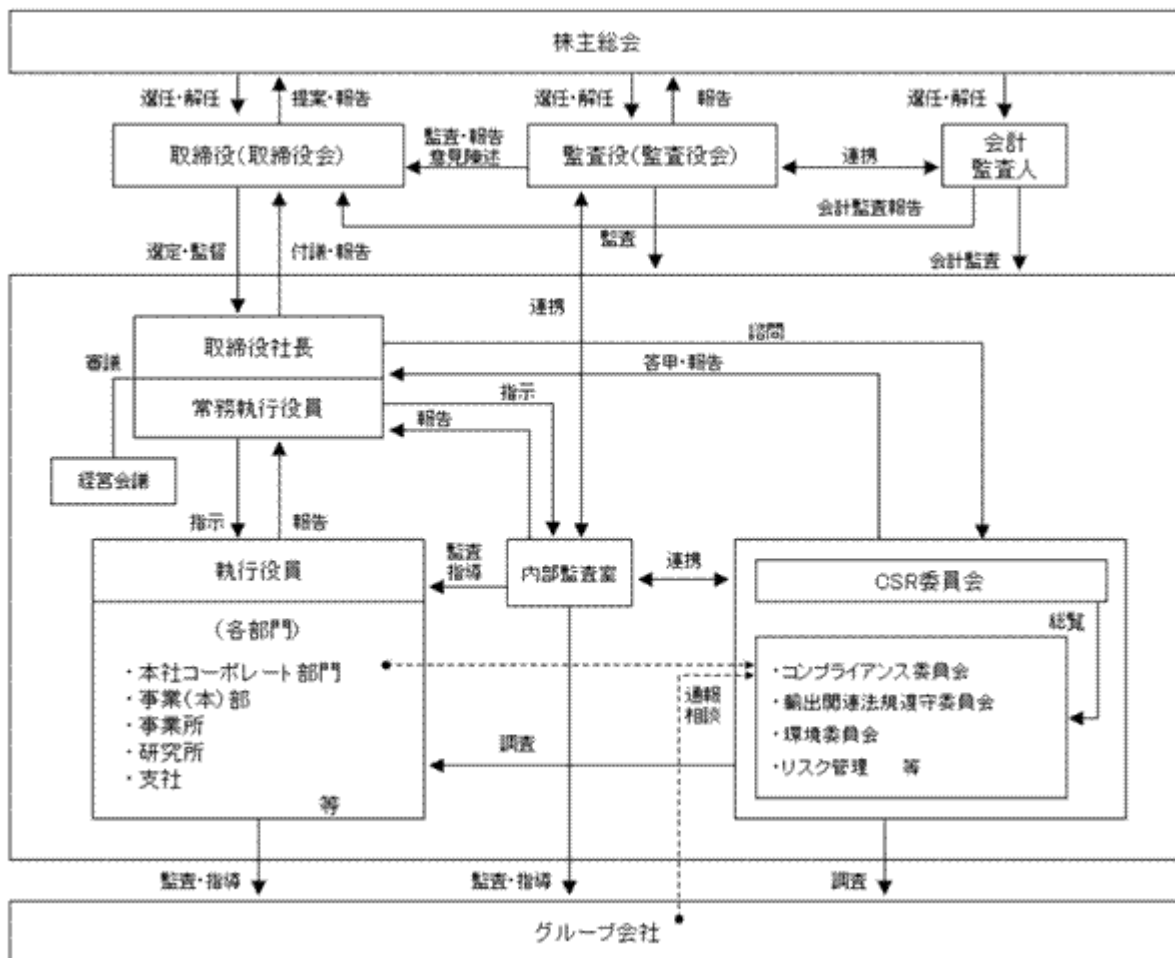 株主総会
選任・解任
提案・報告
選任・解任
報告
選任・解任
取締役(取締役会)
監査・報告
意見陳述
監査役(監査役会)
連携
会計
監査人
会計監査報告
選定・監督
付議・報告
監査
会計監査
連携
取締役社長
諮問
審議
答申・報告
常務執行役員
指示
報告
経営会議
指示
報告
執行役員
監査
指導
内部監査室
連携
CSR委員会
総覧
(各部門)
・本社コーポレート部門
・事業(本)部
・事業所
・研究所
・支社
等
通報
相談
・コンプライアンス委員会
・輸出関連法規遵守委員会
・環境委員会
・リスク管理 等
調査
監査・指導
監査・指導
調査
グループ会社